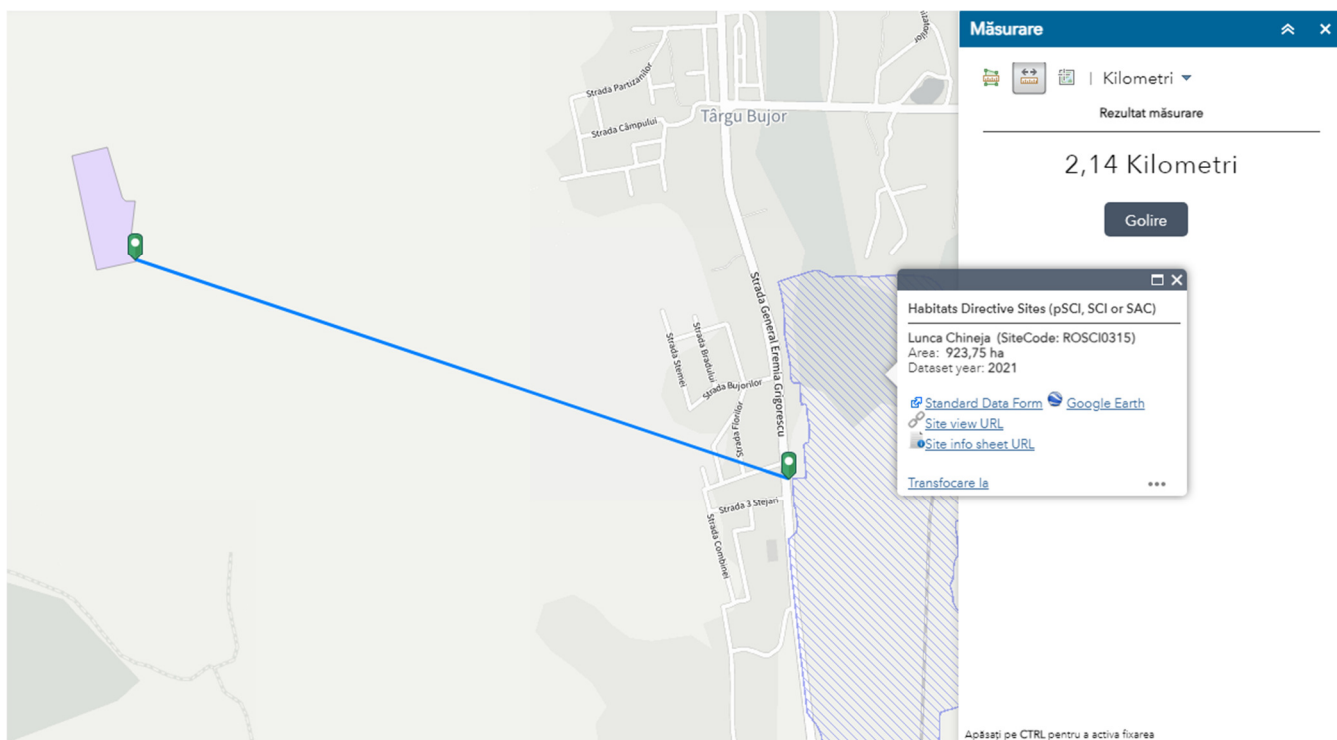 Măsurare
Kilometri
Rezultat măsurare
2,14 Kilometri
Golire
Habitats Directive Sites (pSCI, SCI or SAC)
Lunca Chineja (SiteCode: ROSCI0315)
Area: 923,75 ha
Dataset year: 2021
Standard Data Form Google Earth
Site view URL
Site info sheet URL
Transfocare la
Apăsați pe CTRL pentru a activa fixarea
Strada Partizanilor
Strada Câmpului
Târgu Bujor
Strada General Eremia Grigorescu
Strada Stemei
Strada Bradului
Strada Bujorilor
Strada Florilor
Strada 3 Stejari
Strada Combinei